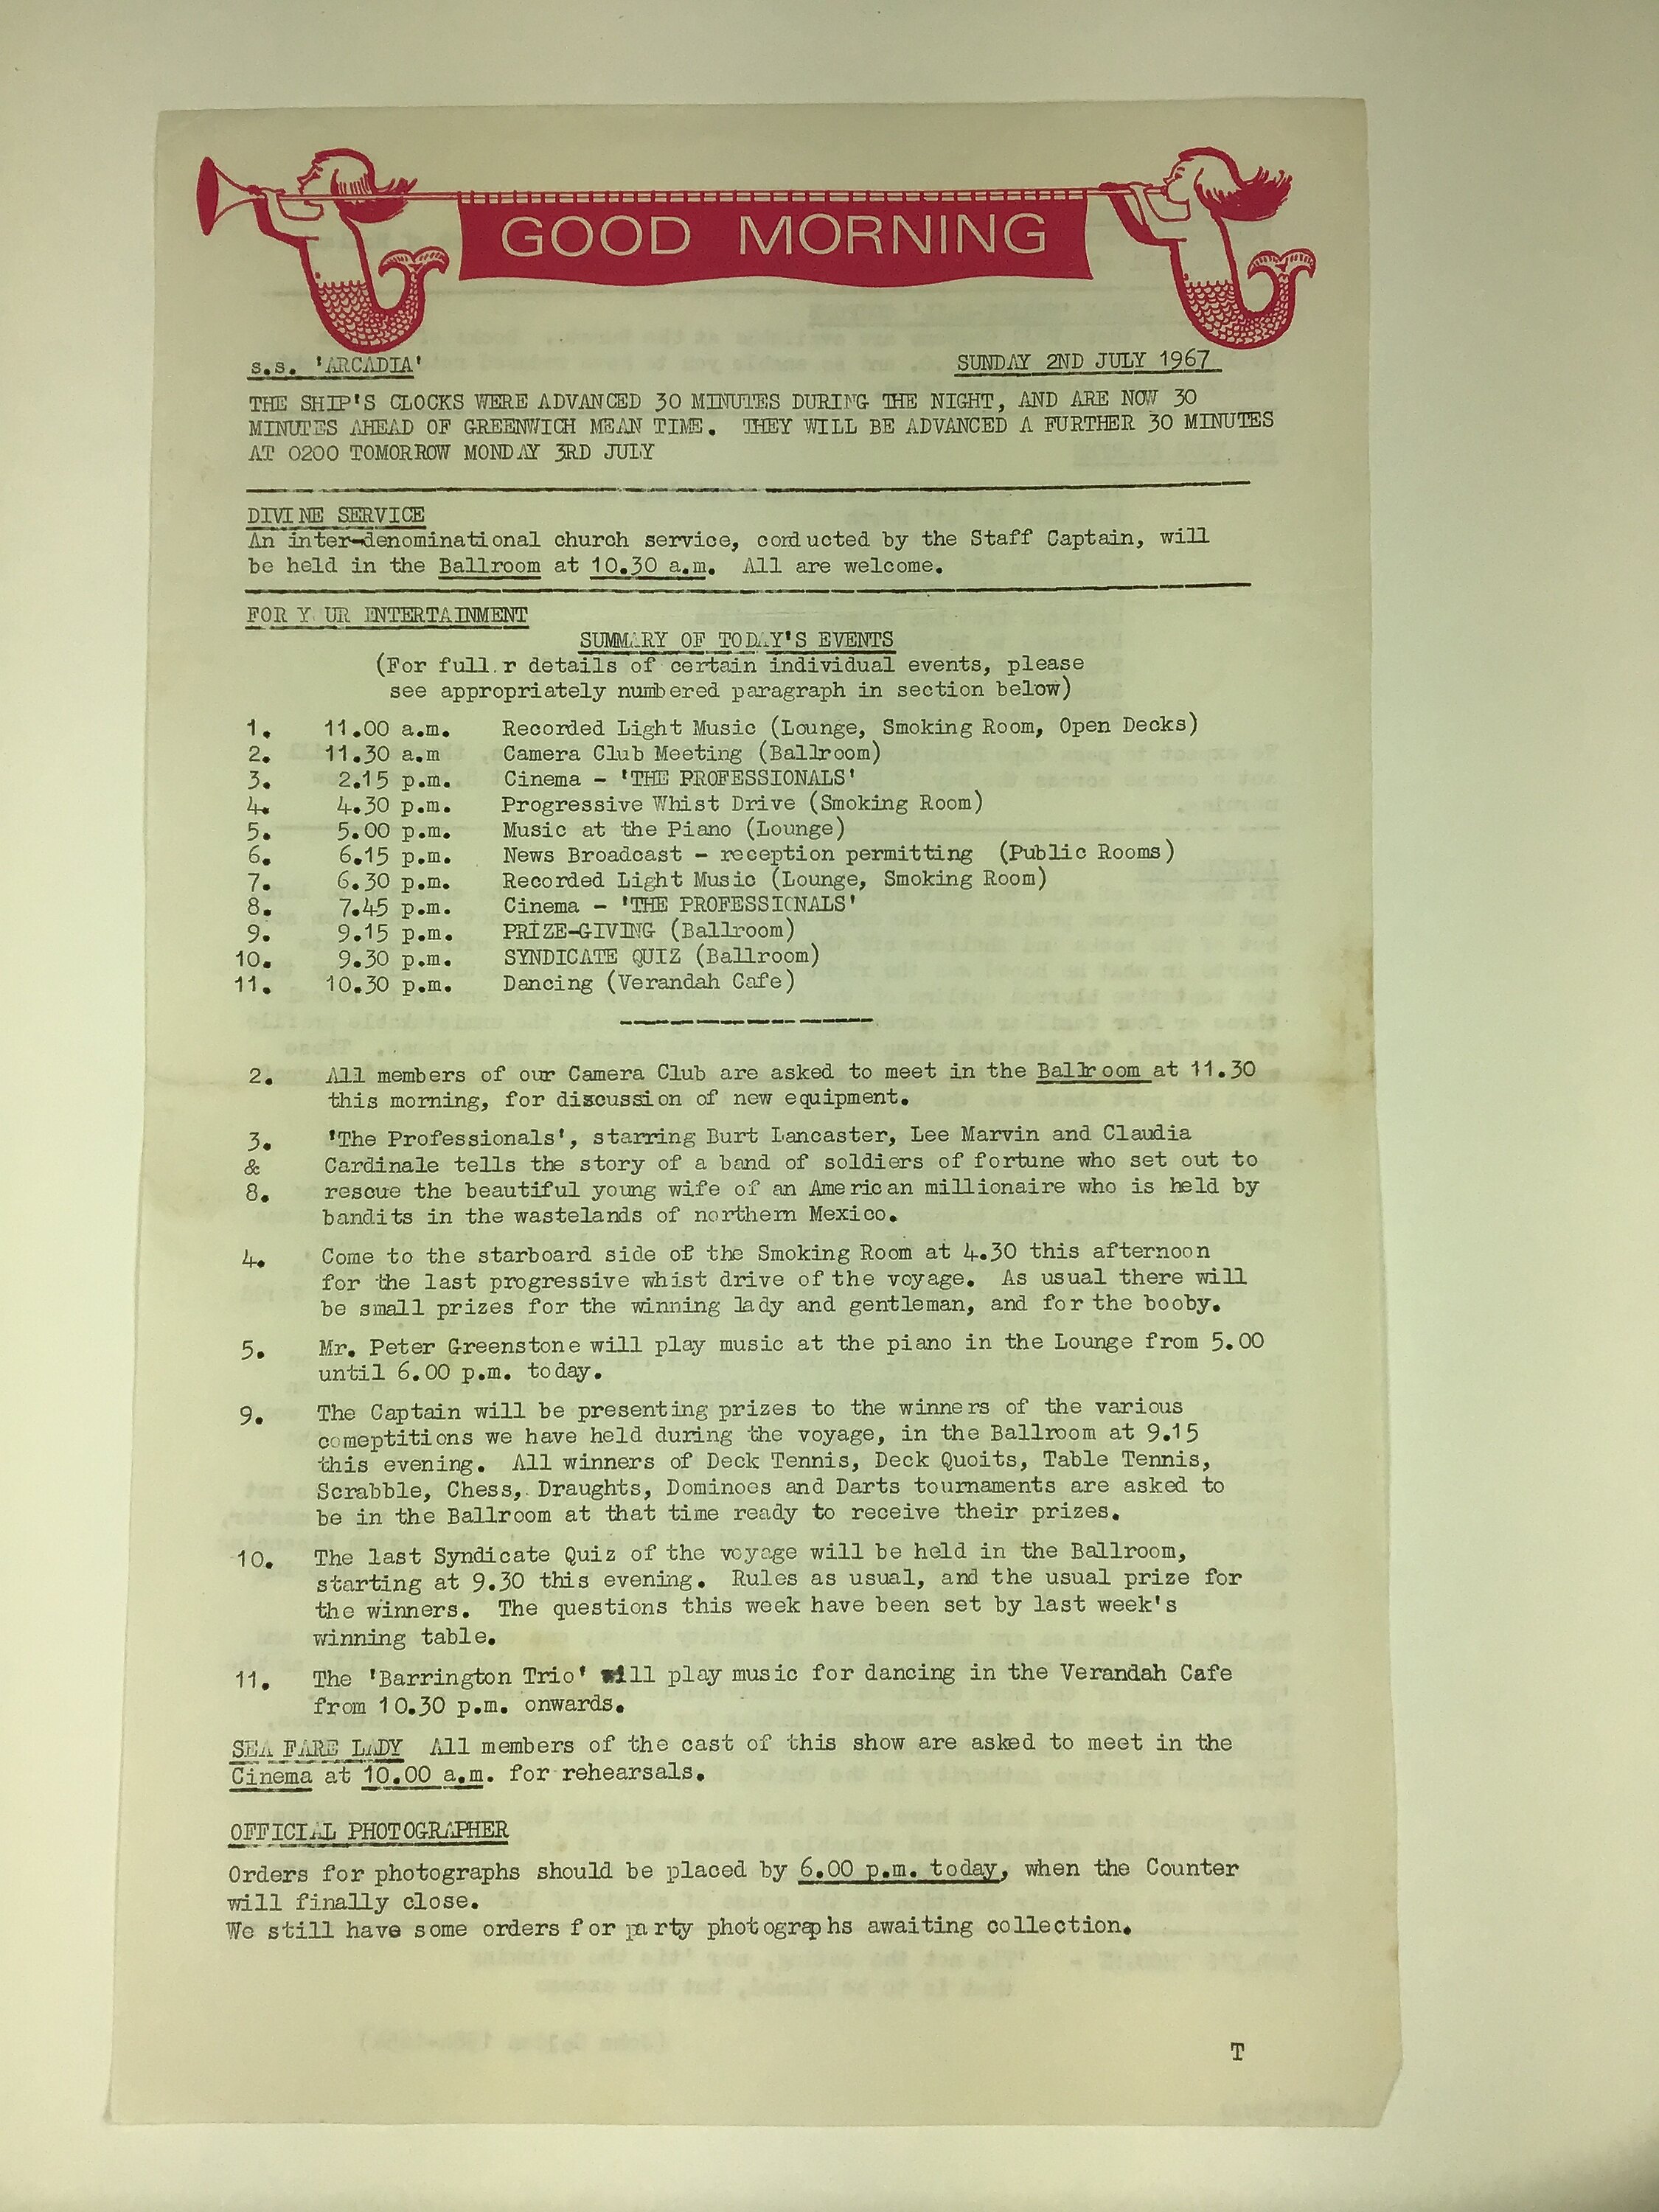 GOOD MORNING
s.s. 'ARCADIA' SUNDAY 2ND JULY 1967
THE SHIP'S CLOCKS WERE ADVANCED 30 MINUTES DURING THE NIGHT, AND ARE NOW 30
MINUTES AHEAD OF GREENWICH MEAN TIME. THEY WILL BE ADVANCED A FURTHER 30 MINUTES
AT 0200 TOMORROW MONDAY 3RD JULY
DIVINE SERVICE
An inter-denominational church service, conducted by the Staff Captain, will
be held in the Ballroom at 10.30 a.m. All are welcome.
FOR Y UR ENTERTAINMENT
SUMMARY OF TODAY'S EVENTS
(For full.r details of certain individual events, please
see appropriately numbered paragraph in section below)
1. 11.00 a.m. Recorded Light Music (Lounge, Smoking Room, Open Decks)
2. 11.30 a.m Camera Club Meeting (Ballroom)
3. 2.15 p.m. Cinema - 'THE PROFESSIONALS'
4. 4.30 p.m. Progressive Whist Drive (Smoking Room)
5. 5.00 p.m. Music at the Piano (Lounge)
6. 6.15 p.m. News Broadcast - reception permitting (Public Rooms)
7. 6.30 p.m. Recorded Light Music (Lounge, Smoking Room)
8. 7.45 p.m. Cinema - 'THE PROFESSIONALS'
9. 9.15 p.m. PRIZE-GIVING (Ballroom)
10. 9.30 p.m. SYNDICATE QUIZ (Ballroom)
11. 10.30 p.m. Dancing (Verandah Cafe)
2. All members of our Camera Club are asked to meet in the Ballroom at 11.30
this morning, for discussion of new equipment.
3. 'The Professionals', starring Burt Lancaster, Lee Marvin and Claudia
& Cardinale tells the story of a band of soldiers of fortune who set out to
8. rescue the beautiful young wife of an American millionaire who is held by
bandits in the wastelands of northern Mexico.
4. Come to the starboard side of the Smoking Room at 4.30 this afternoon
for the last progressive whist drive of the voyage. As usual there will
be small prizes for the winning lady and gentleman, and for the booby.
5. Mr. Peter Greenstone will play music at the piano in the Lounge from 5.00
until 6.00 p.m. today.
9. The Captain will be presenting prizes to the winners of the various
comeptitions we have held during the voyage, in the Ballroom at 9.15
this evening. All winners of Deck Tennis, Deck Quoits, Table Tennis,
Scrabble, Chess, Draughts, Dominoes and Darts tournaments are asked to
be in the Ballroom at that time ready to receive their prizes.
10. The last Syndicate Quiz of the voyage will be held in the Ballroom,
starting at 9.30 this evening. Rules as usual, and the usual prize for
the winners. The questions this week have been set by last week's
winning table.
11. The 'Barrington Trio' will play music for dancing in the Verandah Cafe
from 10.30 p.m. onwards.
SEA FARE LADY All members of the cast of this show are asked to meet in the
Cinema at 10.00 a.m. for rehearsals.
OFFICIAL PHOTOGRAPHER
Orders for photographs should be placed by 6.00 p.m. today, when the Counter
will finally close.
We still have some orders for party photographs awaiting collection.
T